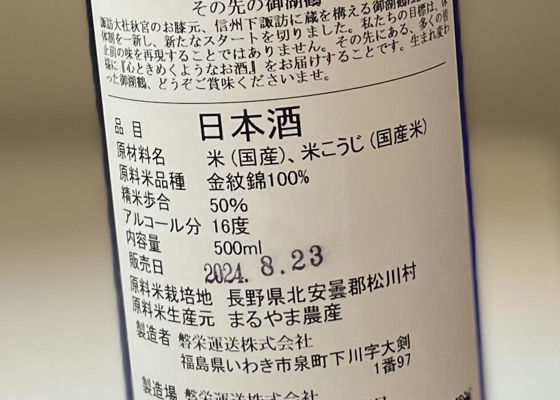 その先の御湖鶴
諏訪大社秋宮のお膝元、信州下諏訪に蔵を構える御湖鶴
体制を一新し、新たなスタートを切りました。私たちの目標は、休
止前の味を再現することではありません。その先にある、多くの皆
様に『心ときめくようなお酒』をお届けすることです。生まれ変わ
った御湖鶴、どうぞご賞味くださいませ。
品目 日本酒
原材料名 米(国産)、米こうじ(国産米)
原料米品種 金紋錦100%
精米歩合 50%
アルコール分 16度
内容量 500ml
販売日 2024. 8.23
原料米栽培地 長野県北安曇郡松川村
原料米生産元 まるやま農産
製造者 磐栄運送株式会社
福島県いわき市泉町下川字大剣
1番97
製造場 磐栄運送株式会社